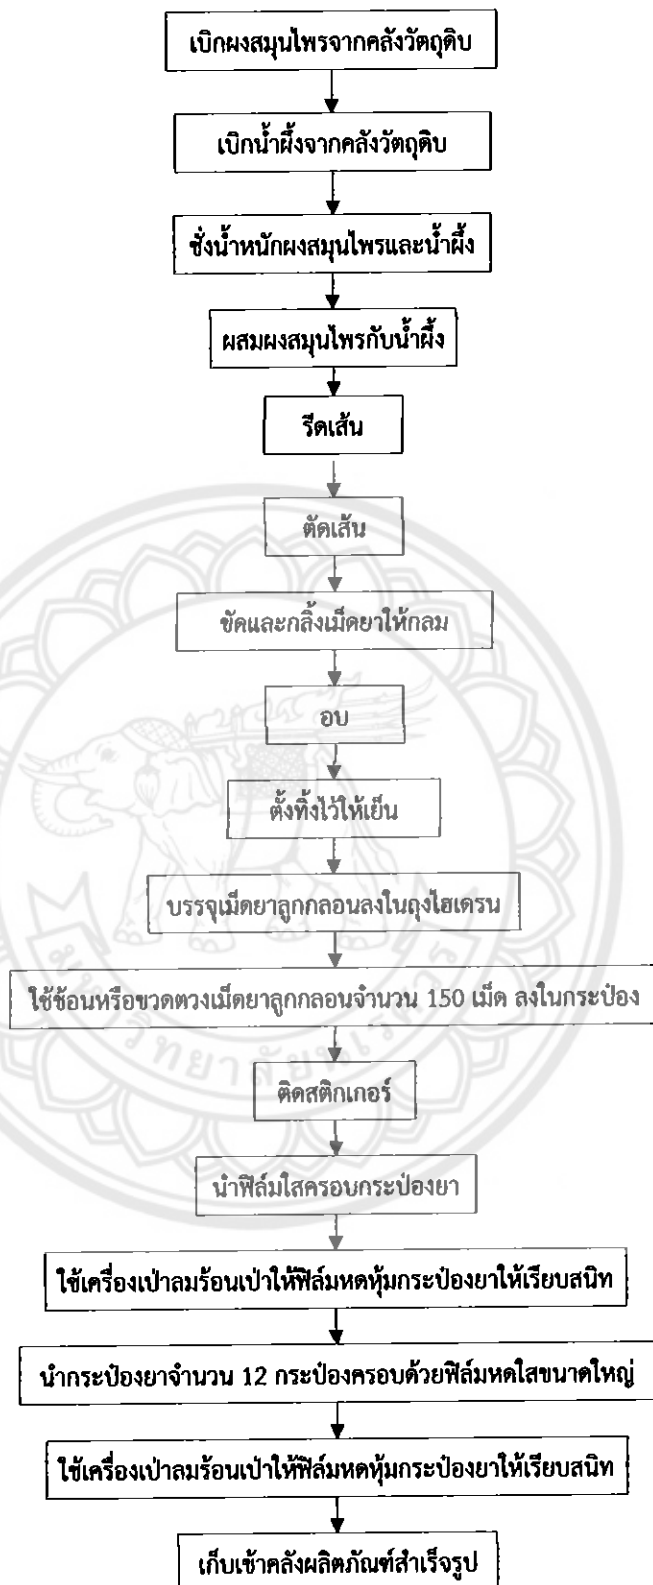 เบิกผงสมุนไพรจากคลังวัตถุดิบ
เบิกน้ำผึ้งจากคลังวัตถุดิบ
ชั่งน้ำหนักผงสมุนไพรและน้ำผึ้ง
ผสมผงสมุนไพรกับน้ำผึ้ง
รีดเส้น
ตัดเส้น
ขัดและกลิ้งเม็ดยาให้กลม
อบ
ตั้งทิ้งไว้ให้เย็น
บรรจุเม็ดยาลูกกลอนลงในถุงไฮเดรน
ใช้ช้อนหรือขวดตวงเม็ดยาลูกกลอนจำนวน 150 เม็ด ลงในกระป๋อง
ติดสติกเกอร์
นำฟิล์มใสครอบกระป๋องยา
ใช้เครื่องเป่าลมร้อนเป่าให้ฟิล์มหดหุ้มกระป๋องยาให้เรียบสนิท
นำกระป๋องยาจำนวน 12 กระป๋องครอบด้วยฟิล์มหดใสขนาดใหญ่
ใช้เครื่องเป่าลมร้อนเป่าให้ฟิล์มหดหุ้มกระป๋องยาให้เรียบสนิท
เก็บเข้าคลังผลิตภัณฑ์สำเร็จรูป